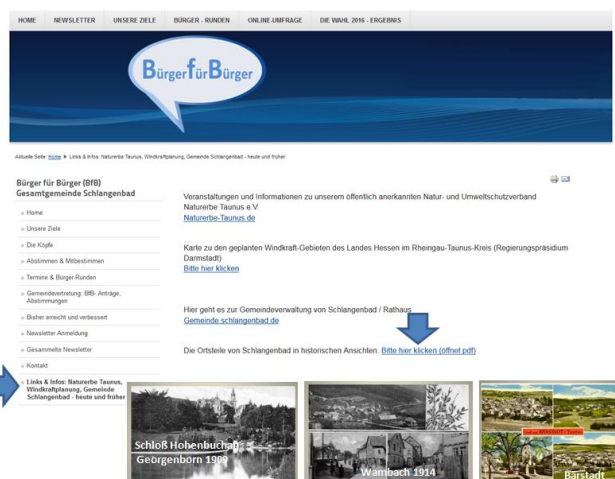 HOME NEWSLETTER UNSERE ZIELE BÜRGER - RUNDEN ONLINE-UMFRAGE DIE WAHL 2016 - ERGEBNIS
BürgerfürBürger
Aktuelle Seite: Home Links & Infos: Naturerbe Taunus, Windkraftplanung, Gemeinde Schlangenbad - heute und früher
Bürger für Bürger (BfB)
Gesamtgemeinde Schlangenbad
» Home
» Unsere Ziele
» Die Köpfe
» Abstimmen & Mitbestimmen
» Termine & Bürger-Runden
» Gemeindevertretung: BfB- Anträge,
Abstimmungen
» Bisher erreicht und verbessert
» Newsletter Anmeldung
» Gesammelte Newsletter
» Kontakt
» Links & Infos: Naturerbe Taunus,
Windkraftplanung, Gemeinde
Schlangenbad - heute und früher
Veranstaltungen und Informationen zu unserem öffentlich anerkannten Natur- und Umweltschutzverband
Naturerbe Taunus e.V.
Naturerbe-Taunus.de
Karte zu den geplanten Windkraft-Gebieten des Landes Hessen im Rheingau-Taunus-Kreis (Regierungspräsidium
Darmstadt)
Bitte hier klicken
Hier geht es zur Gemeindeverwaltung von Schlangenbad / Rathaus
Gemeinde schlangenbad.de
Die Ortsteile von Schlangenbad in historischen Ansichten. Bitte hier klicken (öffnet pdf)
Schloß Hohenbuchau
Georgenborn 1909
Wambach 1914
Bärstadt